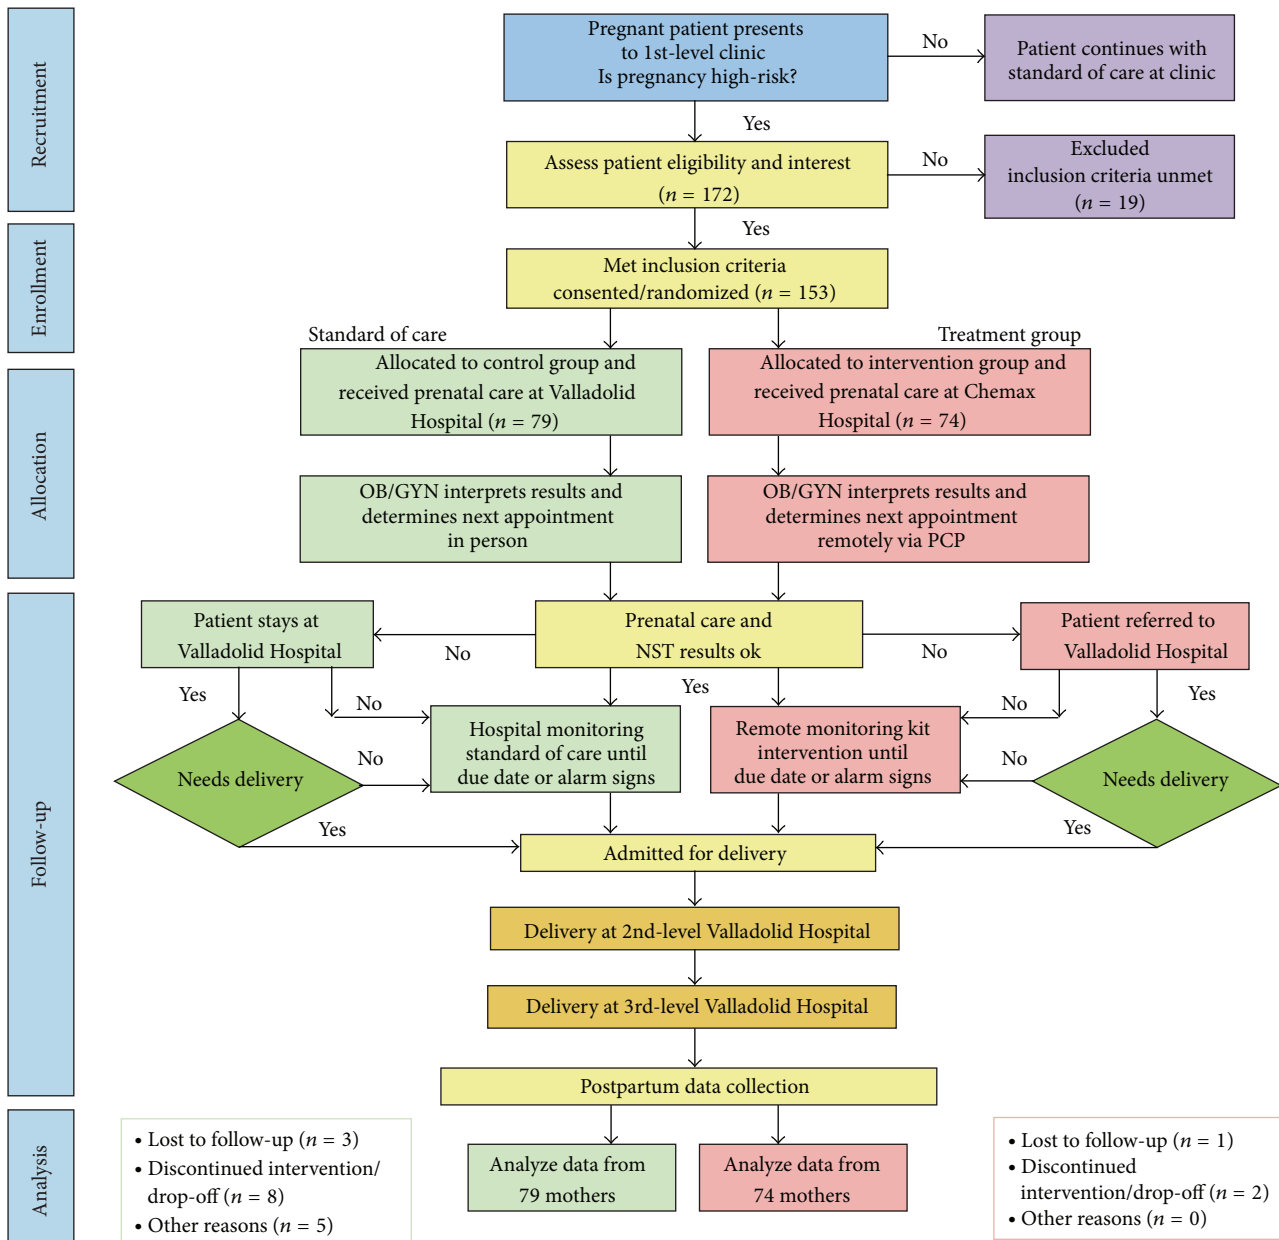 Recruitment
Pregnant patient presents
to 1st-level clinic
Is pregnancy high-risk?
No
Patient continues with
standard of care at clinic
Yes
Assess patient eligibility and interest
(n = 172)
No
Excluded
inclusion criteria unmet
(n = 19)
Yes
Enrollment
Met inclusion criteria
consented/randomized (n = 153)
Standard of care
Treatment group
Allocation
Allocated to control group and
received prenatal care at Valladolid
Hospital (n = 79)
Allocated to intervention group and
received prenatal care at Chemax
Hospital (n = 74)
OB/GYN interprets results and
determines next appointment
in person
OB/GYN interprets results and
determines next appointment
remotely via PCP
Follow-up
Patient stays at
Valladolid Hospital
No
Prenatal care and
NST results ok
No
Patient referred to
Valladolid Hospital
Yes
No
Yes
No
Yes
Needs delivery
No
Hospital monitoring
standard of care until
due date or alarm signs
Remote monitoring kit
intervention until
due date or alarm signs
No
Needs delivery
Yes
Admitted for delivery
Yes
Delivery at 2nd-level Valladolid Hospital
Delivery at 3rd-level Valladolid Hospital
Postpartum data collection
Analysis
• Lost to follow-up (n = 3)
• Discontinued intervention/
drop-off (n = 8)
• Other reasons (n = 5)
Analyze data from
79 mothers
Analyze data from
74 mothers
• Lost to follow-up (n = 1)
• Discontinued
intervention/drop-off (n = 2)
• Other reasons (n = 0)